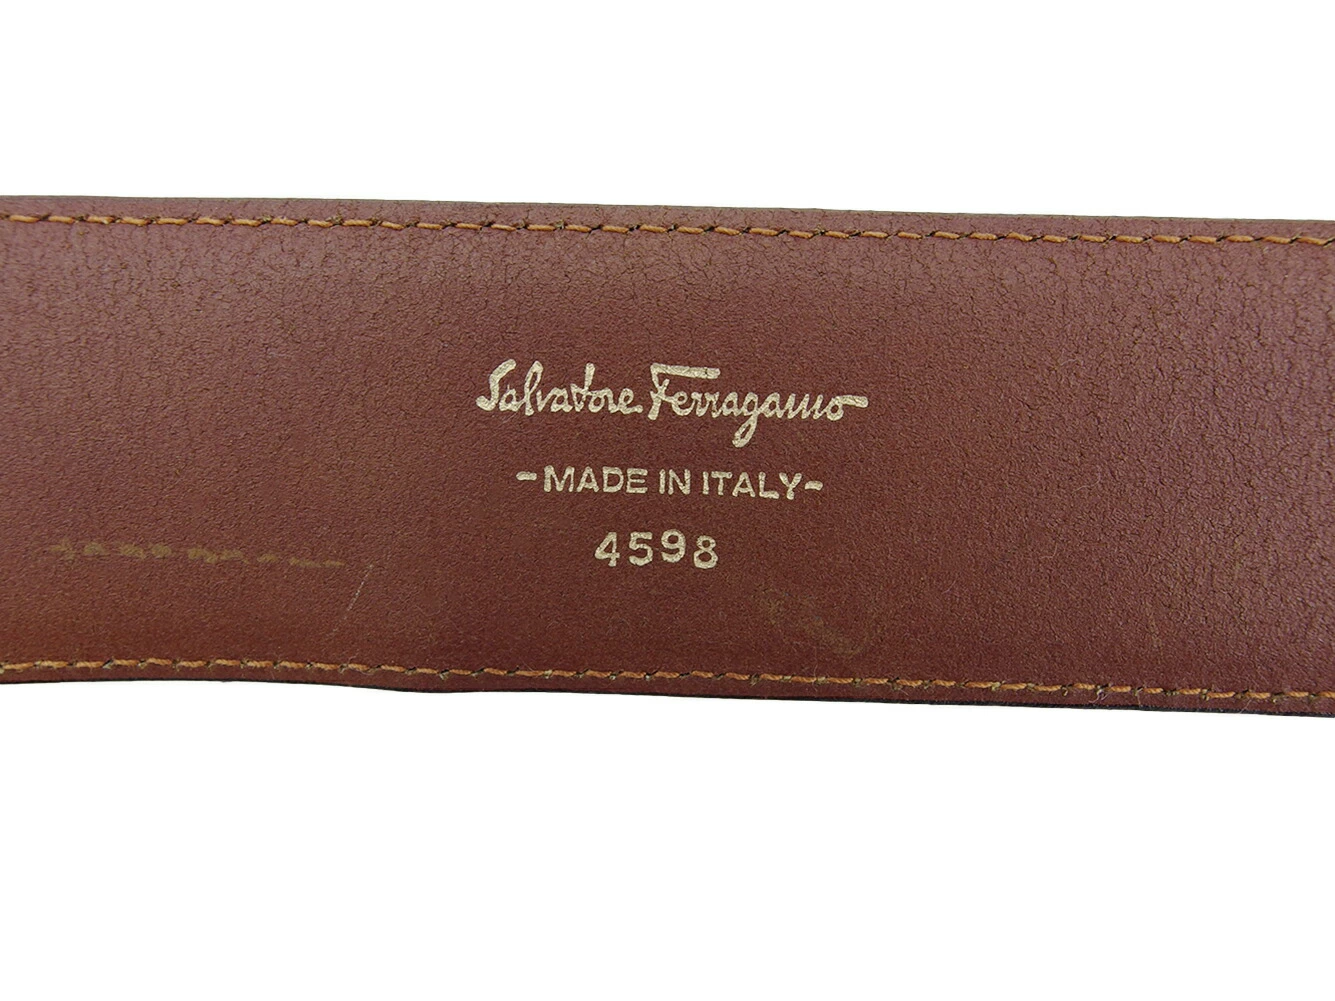 Salvatore Ferragamo
-MADE IN ITALY-
4598